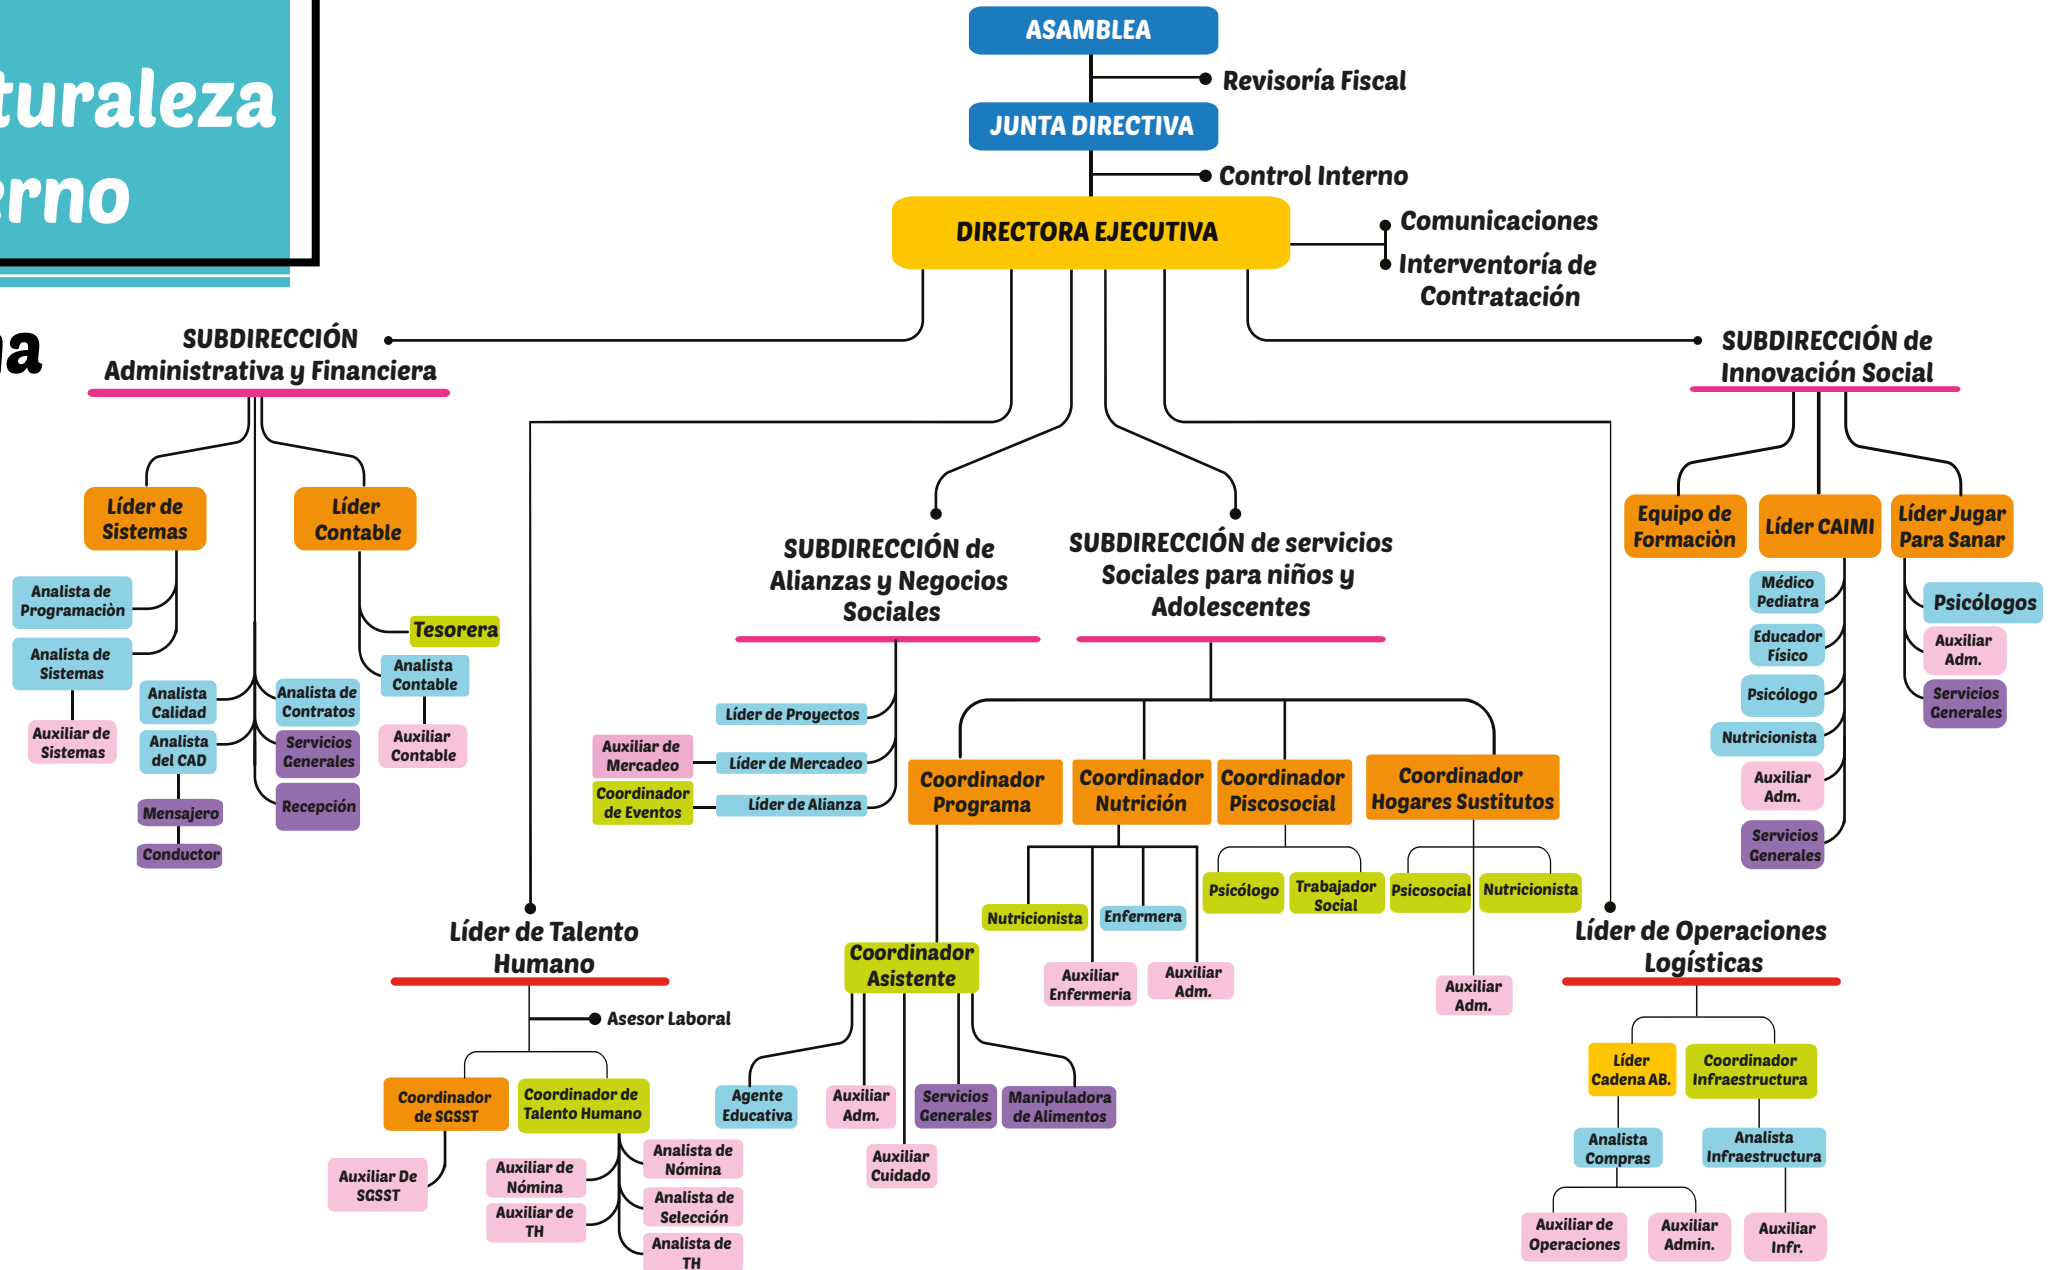 turaleza
erno
na
ASAMBLEA
Revisoría Fiscal
JUNTA DIRECTIVA
Control Interno
DIRECTORA EJECUTIVA
Comunicaciones
Interventoría de
Contratación
SUBDIRECCIÓN
Administrativa y Financiera
Líder de
Sistemas
Líder
Contable
Analista de
Programaciòn
Analista de
Sistemas
Auxiliar de
Sistemas
Analista
Calidad
Analista
del CAD
Mensajero
Conductor
Analista de
Contratos
Servicios
Generales
Recepción
Tesorera
Analista
Contable
Auxiliar
Contable
Líder de Talento
Humano
Asesor Laboral
Coordinador
de SGSST
Auxiliar De
SGSST
Coordinador de
Talento Humano
Auxiliar de
Nómina
Auxiliar de
TH
Analista de
Nómina
Analista de
Selección
Analista de
TH
SUBDIRECCIÓN de
Alianzas y Negocios
Sociales
Líder de Proyectos
Auxiliar de
Mercadeo
Líder de Mercadeo
Coordinador
de Eventos
Líder de Alianza
SUBDIRECCIÓN de servicios
Sociales para niños y
Adolescentes
Coordinador
Programa
Coordinador
Nutrición
Coordinador
Piscosocial
Coordinador
Hogares Sustitutos
Coordinador
Asistente
Agente
Educativa
Auxiliar
Adm.
Auxiliar
Cuidado
Servicios
Generales
Manipuladora
de Alimentos
Nutricionista
Auxiliar
Enfermeria
Enfermera
Auxiliar
Adm.
Psicólogo
Trabajador
Social
Psicosocial
Nutricionista
Auxiliar
Adm.
Líder de Operaciones
Logísticas
Líder
Cadena AB.
Coordinador
Infraestructura
Analista
Compras
Analista
Infraestructura
Auxiliar de
Operaciones
Auxiliar
Admin.
Auxiliar
Infr.
SUBDIRECCIÓN de
Innovación Social
Equipo de
Formaciòn
Líder CAIMI
Líder Jugar
Para Sanar
Médico
Pediatra
Educador
Físico
Psicólogo
Nutricionista
Auxiliar
Adm.
Servicios
Generales
Psicólogos
Auxiliar
Adm.
Servicios
Generales